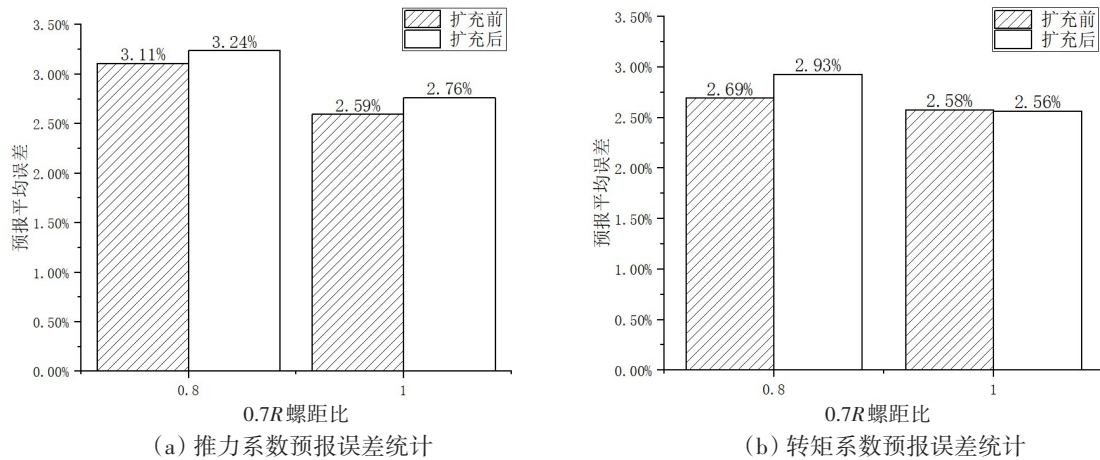 3.50%
3.00%
2.50%
2.00%
1.50%
1.00%
0.50%
0.00%
预报平均误差
扩充前
扩充后
3.11%
3.24%
2.59%
2.76%
0.8
1
0.7R螺距比
(a) 推力系数预报误差统计
3.50%
3.00%
2.50%
2.00%
1.50%
1.00%
0.50%
0.00%
预报平均误差
扩充前
扩充后
2.69%
2.93%
2.58%
2.56%
0.8
1
0.7R螺距比
(b) 转矩系数预报误差统计